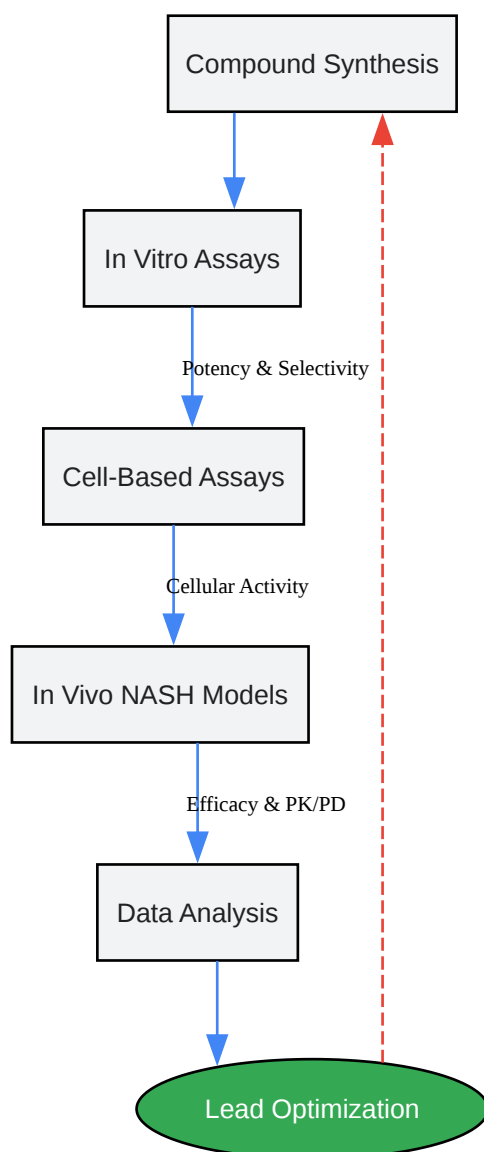 Compound Synthesis
In Vitro Assays
Potency & Selectivity
Cell-Based Assays
Cellular Activity
In Vivo NASH Models
Efficacy & PK/PD
Data Analysis
Lead Optimization